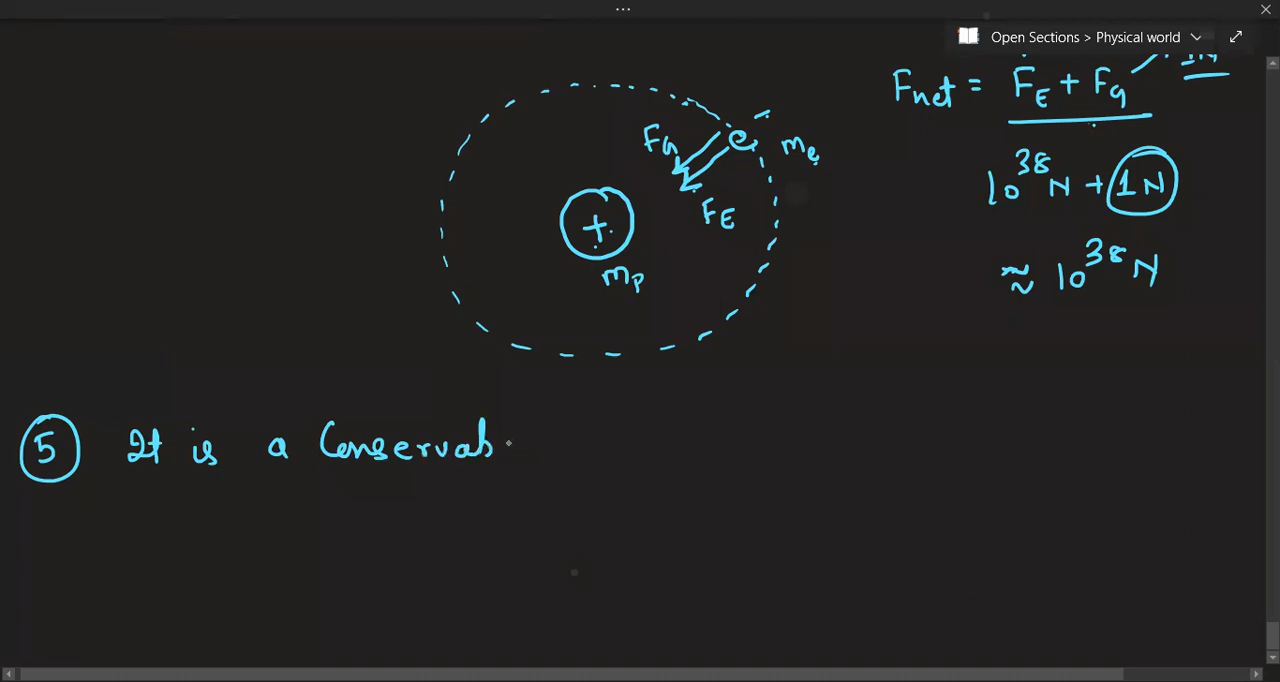 Open Sections > Physical world
1N
Fnet = FE + FG
10^38 N + 1N
≈ 10^38 N
FG
e
me
FE
+
mp
5 It is a Conservat